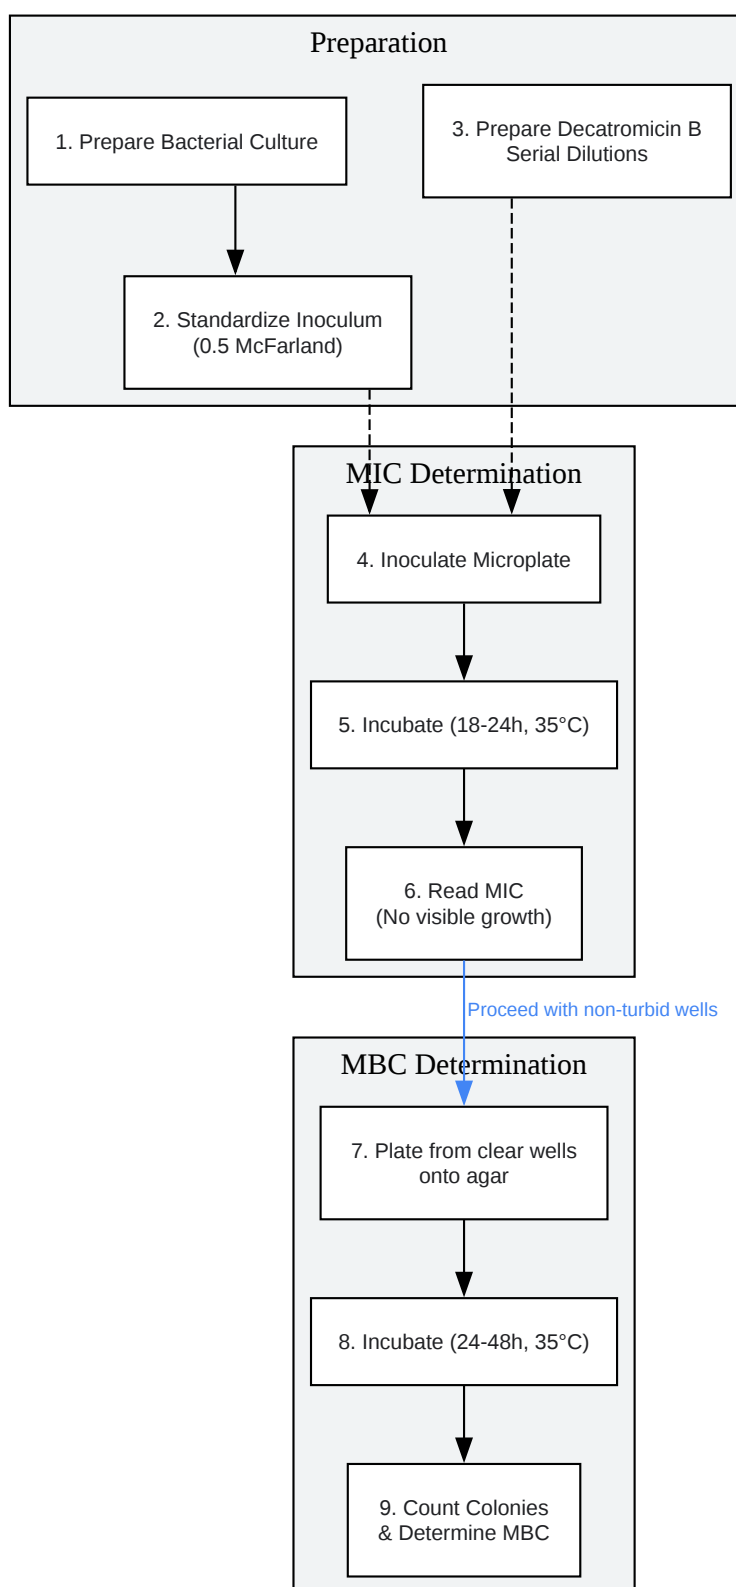 Preparation
1. Prepare Bacterial Culture
3. Prepare Decatromicin B
Serial Dilutions
2. Standardize Inoculum
(0.5 McFarland)
MIC Determination
4. Inoculate Microplate
5. Incubate (18-24h, 35°C)
6. Read MIC
(No visible growth)
Proceed with non-turbid wells
MBC Determination
7. Plate from clear wells
onto agar
8. Incubate (24-48h, 35°C)
9. Count Colonies
& Determine MBC